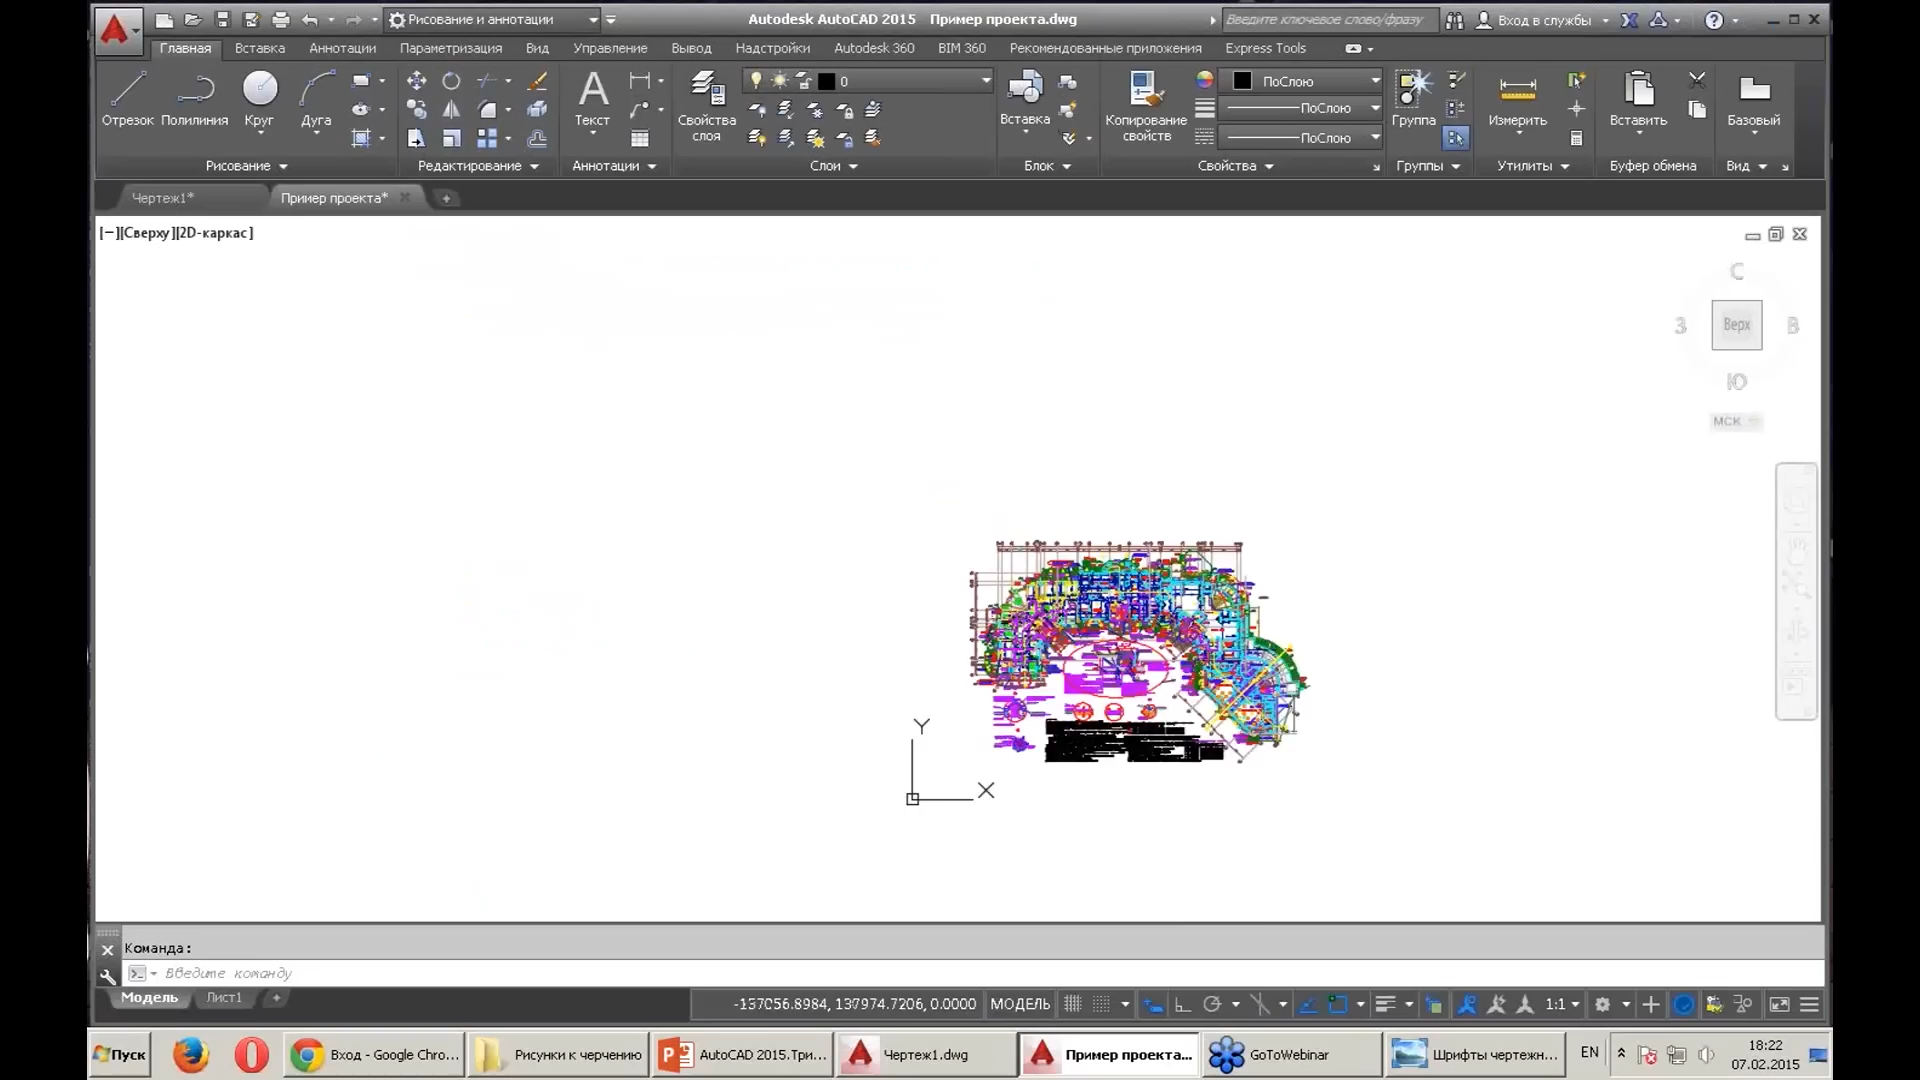 Рисование и аннотации
Autodesk AutoCAD 2015 Пример проекта.dwg
Введите ключевое слово/фразу
Вход в службы
Главная Вставка Аннотации Параметризация Вид Управление Вывод Надстройки Autodesk 360 BIM 360 Рекомендованные приложения Express Tools
Отрезок Полилиния Круг Дуга
Рисование
Редактирование
Текст
Аннотации
Свойства слоя
0
Слои
Вставка
Блок
Копирование свойств
ПоСлою
ПоСлою
ПоСлою
Свойства
Группа
Группы
Измерить
Утилиты
Вставить
Буфер обмена
Базовый
Вид
Чертеж1*
Пример проекта*
[−][Сверху][2D-каркас]
С
З Верх В
Ю
МСК
Y
X
Команда:
Введите команду
Модель Лист1
-137056.8984, 137974.7206, 0.0000 МОДЕЛЬ
1:1
Пуск
Вход - Google Chro...
Рисунки к черчению
AutoCAD 2015.Три...
Чертеж1.dwg
Пример проекта...
GoToWebinar
Шрифты чертежн...
EN
18:22
07.02.2015